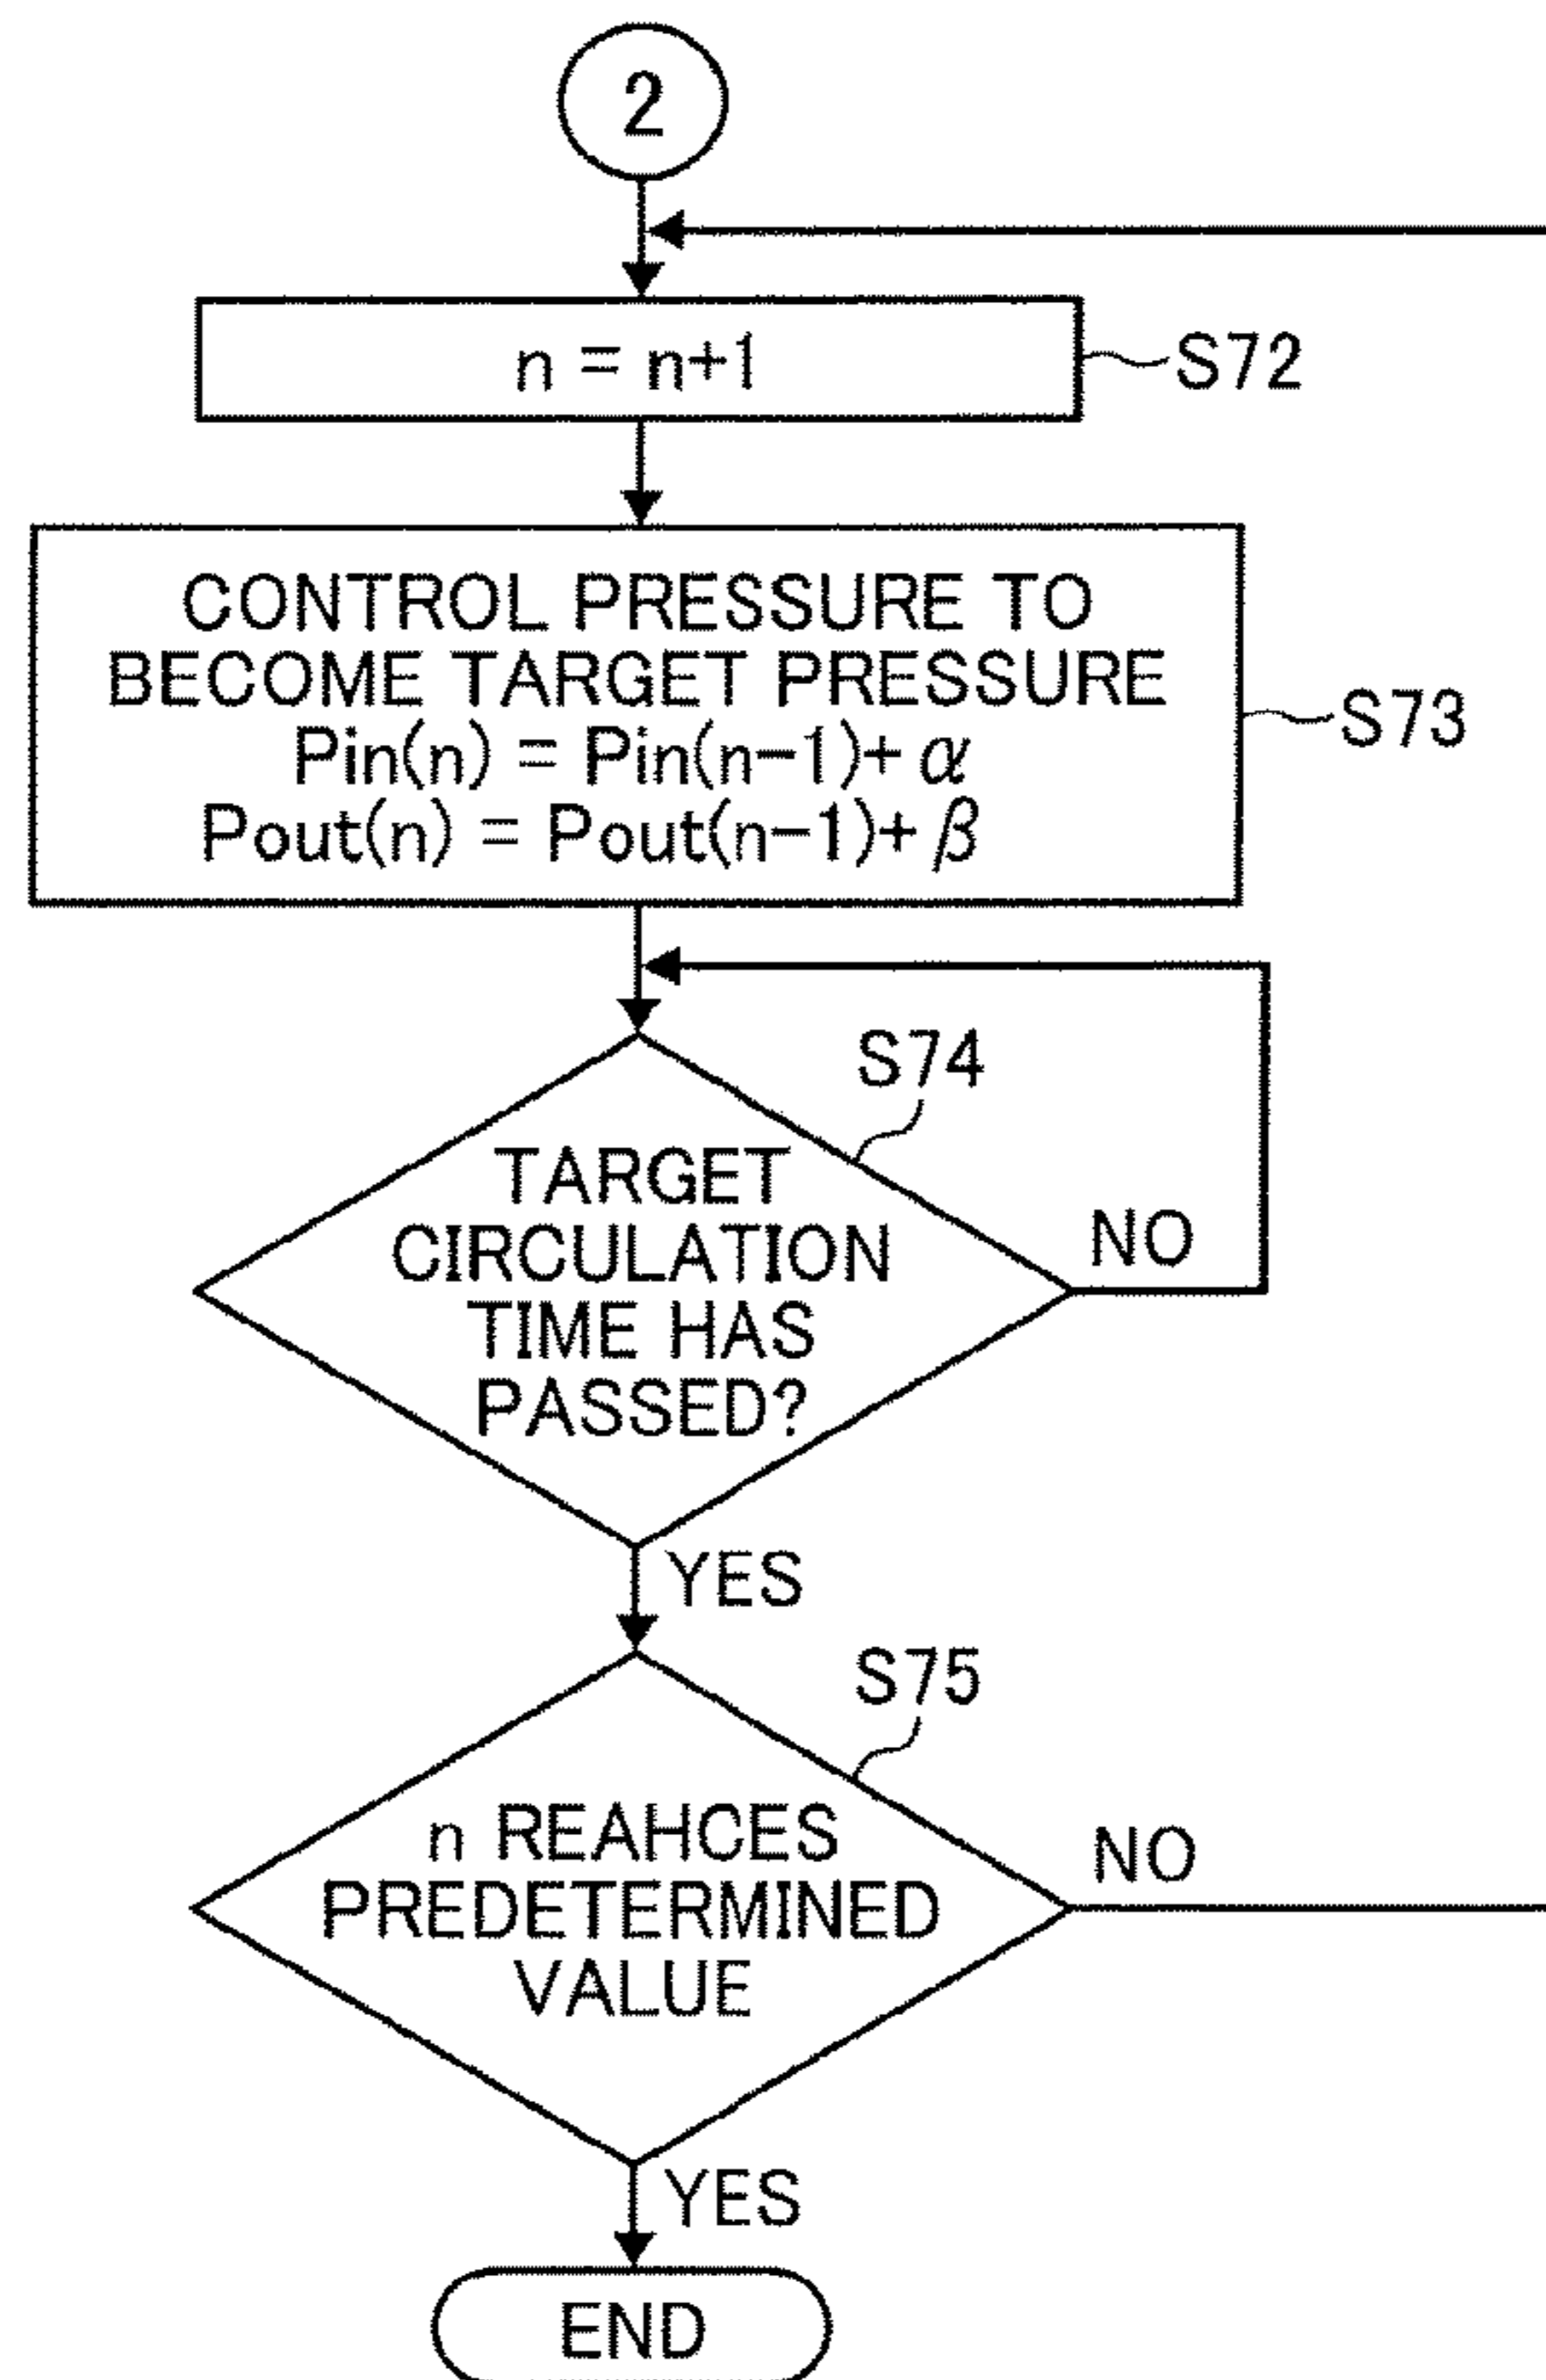 2
n = n+1
S72
CONTROL PRESSURE TO
BECOME TARGET PRESSURE
Pin(n) = Pin(n-1)+ α
Pout(n) = Pout(n-1)+ β
S73
S74
TARGET
CIRCULATION
TIME HAS
PASSED?
NO
YES
S75
n REAHCES
PREDETERMINED
VALUE
NO
YES
END